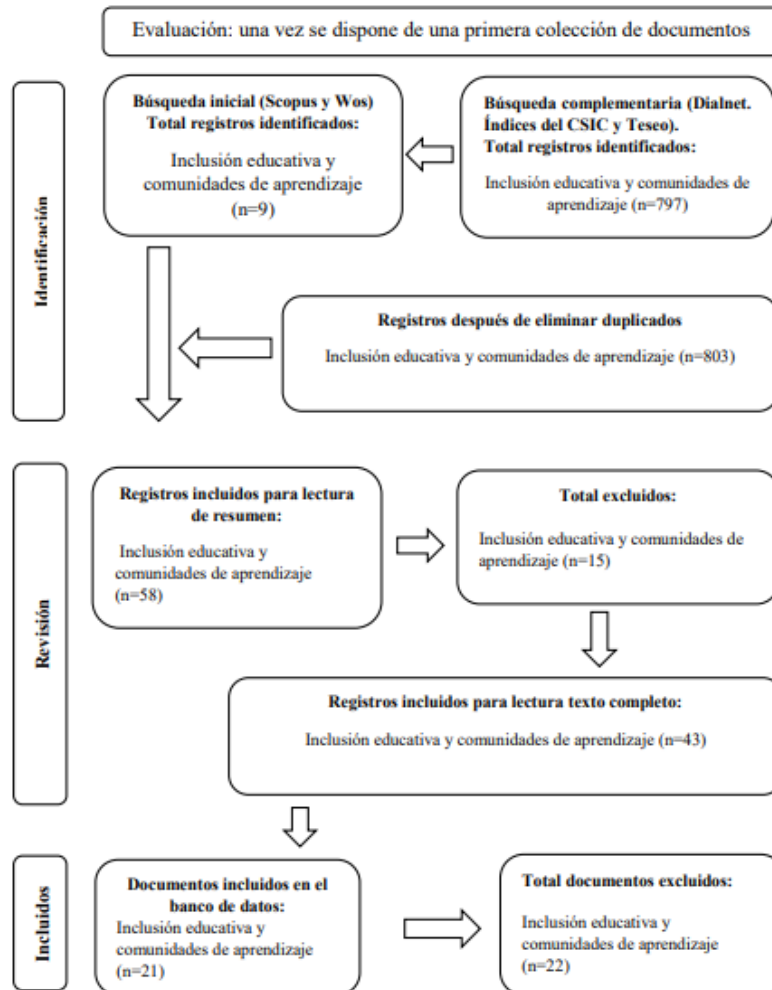 Evaluación: una vez se dispone de una primera colección de documentos
Identificación
Búsqueda inicial (Scopus y Wos)
Total registros identificados:
Inclusión educativa y
comunidades de aprendizaje
(n=9)
Búsqueda complementaria (Dialnet.
Índices del CSIC y Teseo).
Total registros identificados:
Inclusión educativa y comunidades de
aprendizaje (n=797)
Registros después de eliminar duplicados
Inclusión educativa y comunidades de aprendizaje (n=803)
Revisión
Registros incluidos para lectura
de resumen:
Inclusión educativa y
comunidades de aprendizaje
(n=58)
Total excluidos:
Inclusión educativa y comunidades de
aprendizaje (n=15)
Registros incluidos para lectura texto completo:
Inclusión educativa y comunidades de aprendizaje (n=43)
Incluidos
Documentos incluidos en el
banco de datos:
Inclusión educativa y
comunidades de aprendizaje
(n=21)
Total documentos excluidos:
Inclusión educativa y
comunidades de aprendizaje
(n=22)